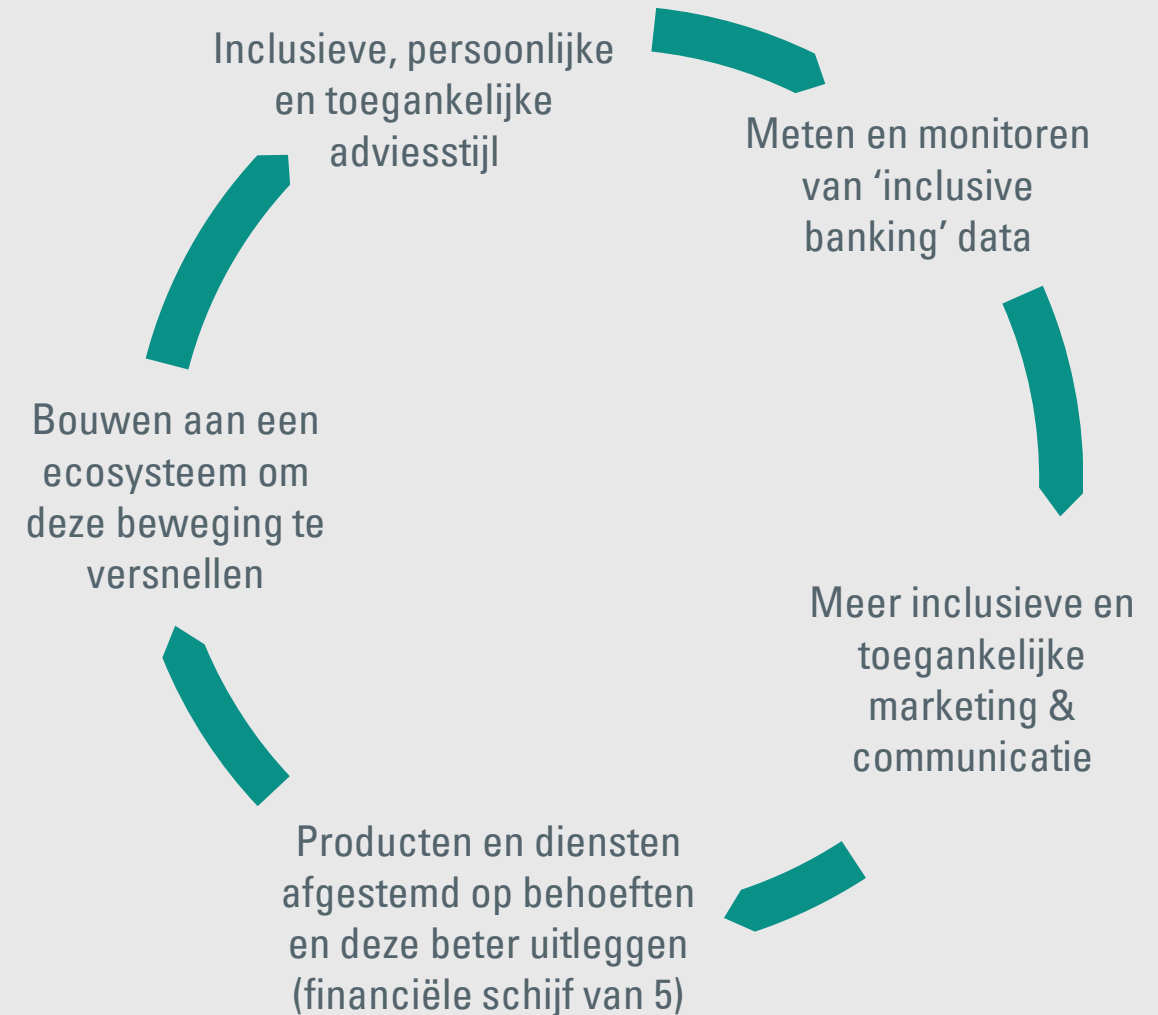 Inclusieve, persoonlijke
en toegankelijke
adviesstijl
Meten en monitoren
van ‘inclusive
banking’ data
Meer inclusieve en
toegankelijke
marketing &
communicatie
Producten en diensten
afgestemd op behoeften
en deze beter uitleggen
(financiële schijf van 5)
Bouwen aan een
ecosysteem om
deze beweging te
versnellen